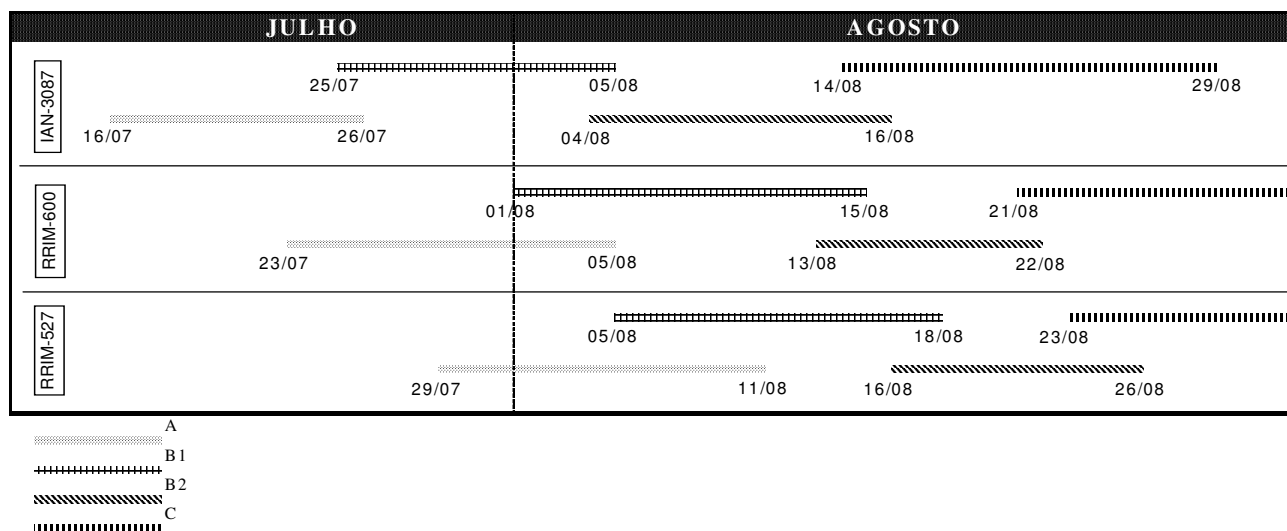 JULHO AGOSTO
IAN-3087
25/07 05/08 14/08 29/08
16/07 26/07 04/08 16/08
RRIM-600
01/08 15/08 21/08
23/07 05/08 13/08 22/08
RRIM-527
05/08 18/08 23/08
29/07 11/08 16/08 26/08
A
B1
B2
C